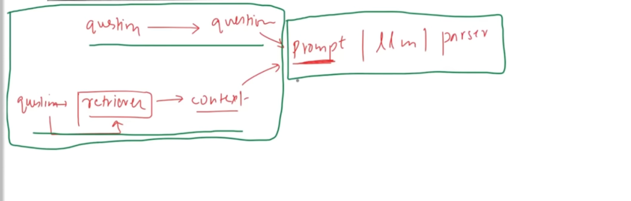 question → question
prompt | llm | parser
question retriever → context